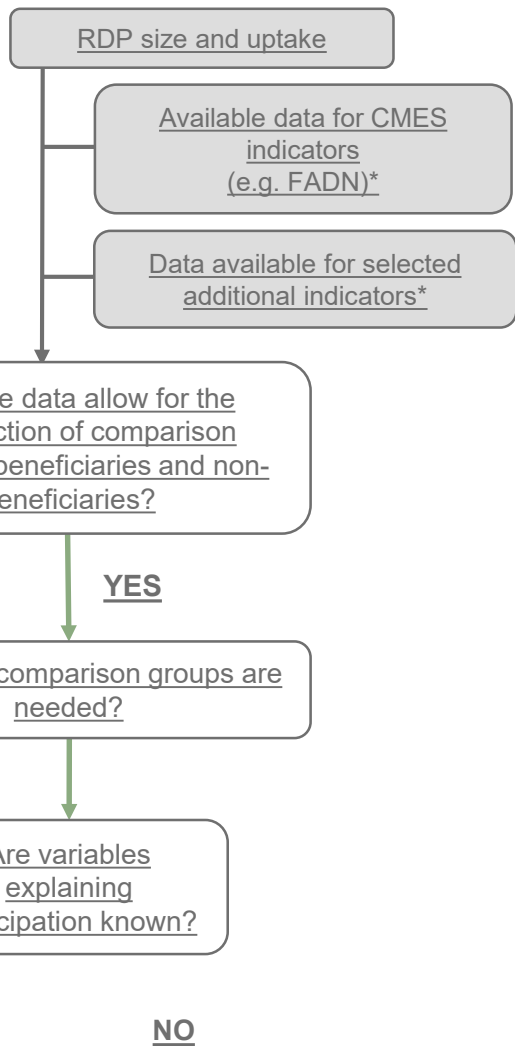 RDP size and uptake
Available data for CMES
indicators
(e.g. FADN)*
Data available for selected
additional indicators*
e data allow for the
ction of comparison
beneficiaries and non-
eneficiaries?
YES
comparison groups are
needed?
Are variables
explaining
cipation known?
NO